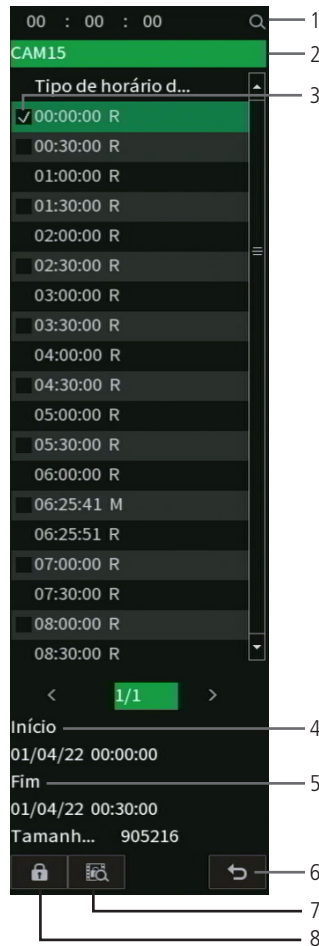 00 : 00 : 00 1
CAM15 2
Tipo de horário d...
3
00:00:00 R
00:30:00 R
01:00:00 R
01:30:00 R
02:00:00 R
02:30:00 R
03:00:00 R
03:30:00 R
04:00:00 R
04:30:00 R
05:00:00 R
05:30:00 R
06:00:00 R
06:25:41 M
06:25:51 R
07:00:00 R
07:30:00 R
08:00:00 R
08:30:00 R
< 1/1 >
Início 4
01/04/22 00:00:00
Fim 5
01/04/22 00:30:00
Tamanh... 905216
6
7
8